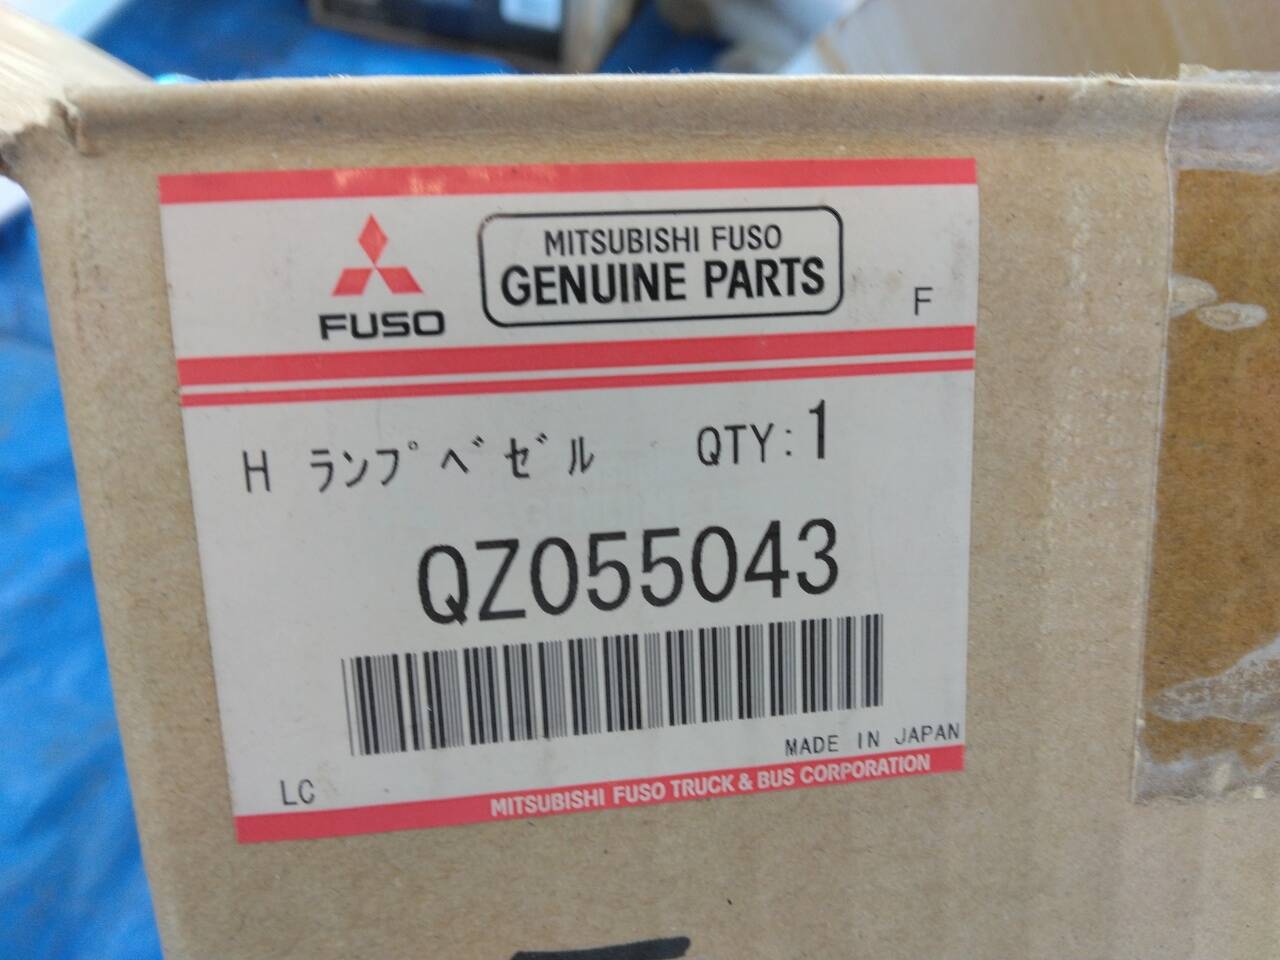 MITSUBISHI FUSO
GENUINE PARTS
FUSO
F
H ﾗﾝﾌﾟﾍﾞｾﾞﾙ QTY:1
QZ055043
MADE IN JAPAN
LC
MITSUBISHI FUSO TRUCK & BUS CORPORATION